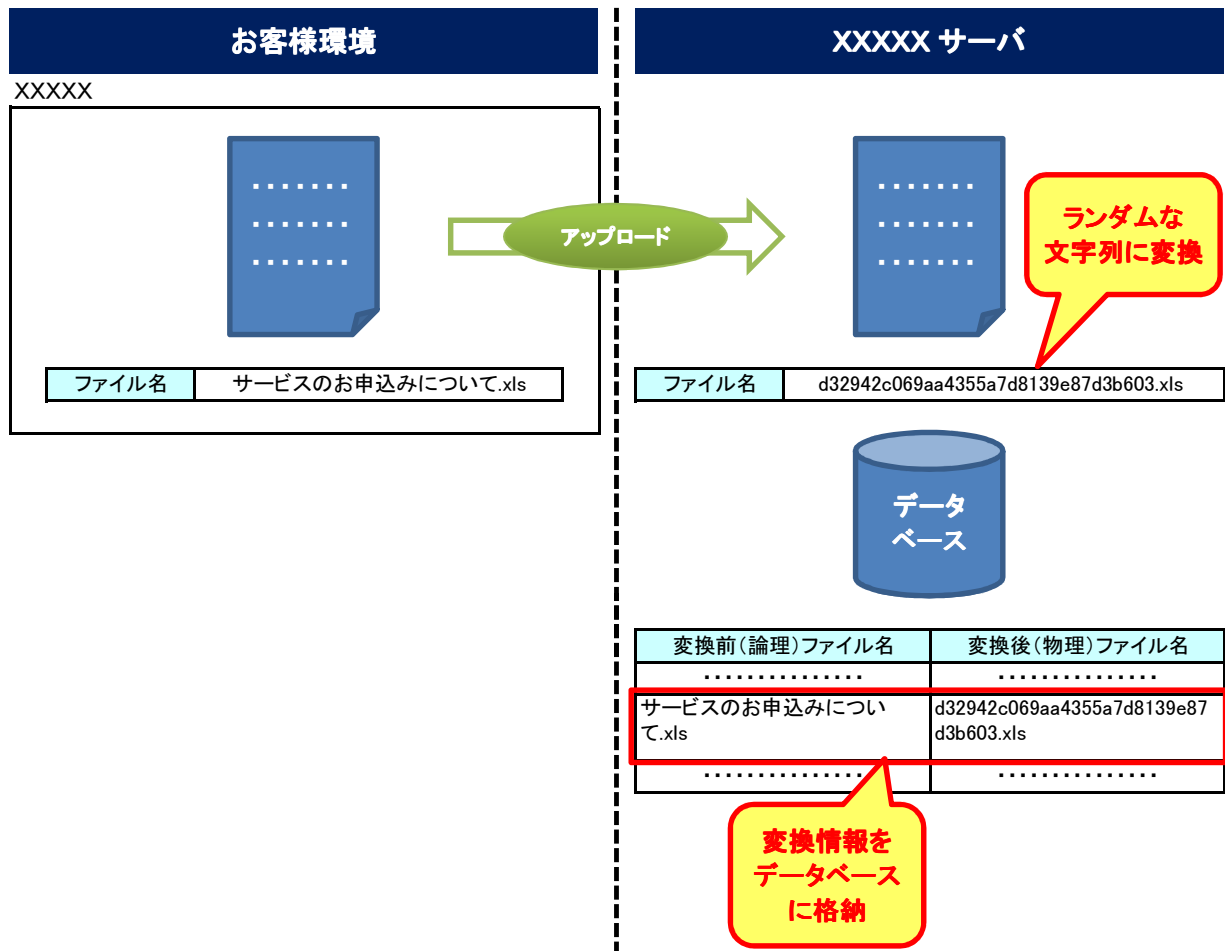 お客様環境
XXXXX サーバ
XXXXX
・・・・・・・
・・・・・・・
・・・・・・・
アップロード
・・・・・・・
・・・・・・・
・・・・・・・
ランダムな
文字列に変換
ファイル名 サービスのお申込みについて.xls
ファイル名 d32942c069aa4355a7d8139e87d3b603.xls
データ
ベース
変換前(論理)ファイル名 変換後(物理)ファイル名
・・・・・・・・・・・・・・・ ・・・・・・・・・・・・・・・
サービスのお申込みについ
て.xls
d32942c069aa4355a7d8139e87
d3b603.xls
・・・・・・・・・・・・・・・ ・・・・・・・・・・・・・・・
変換情報を
データベース
に格納